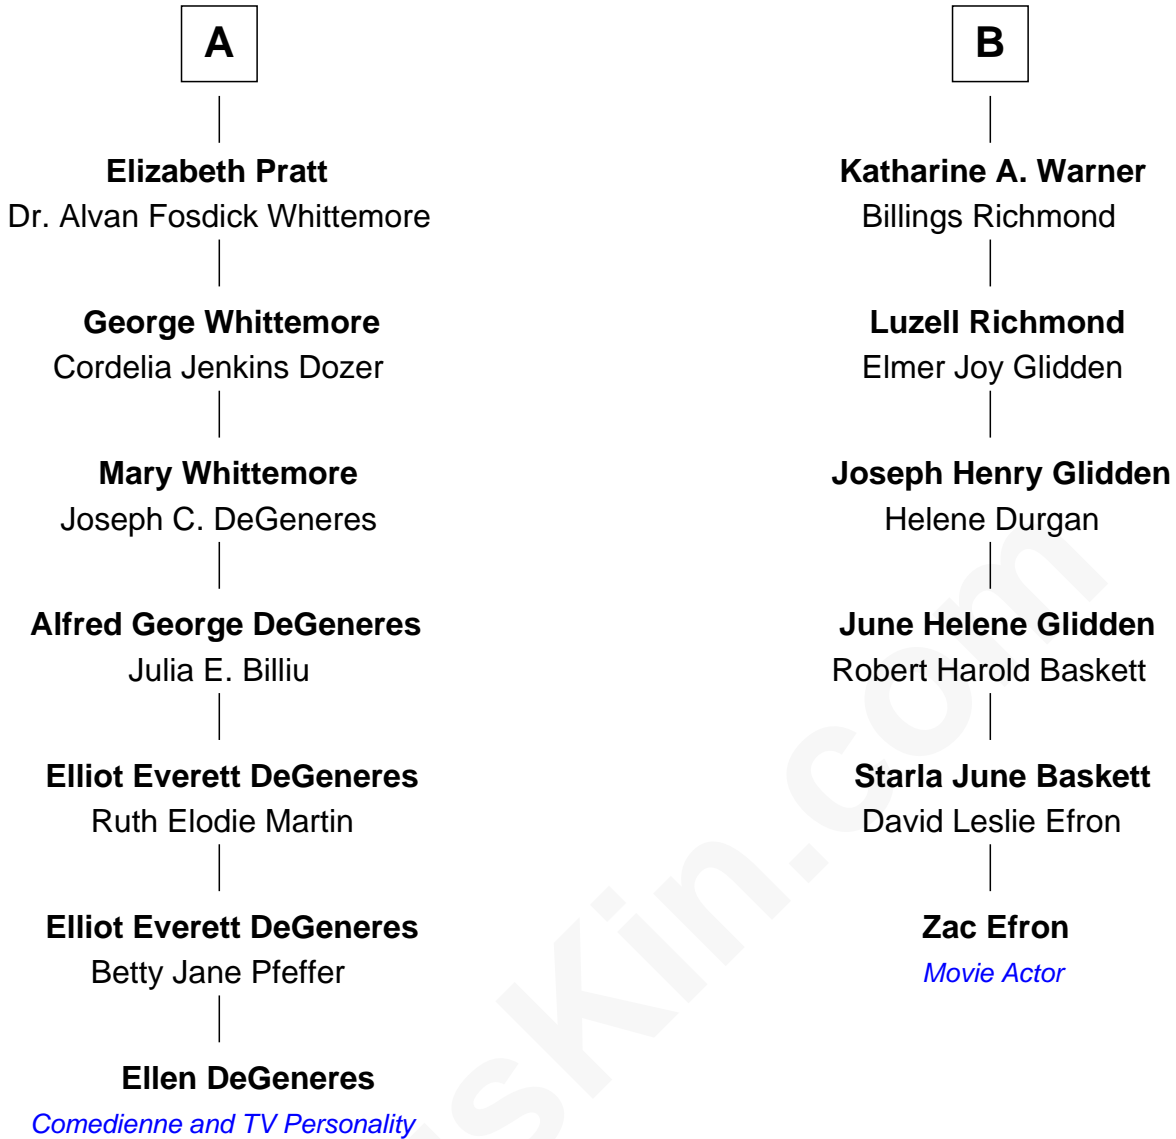 A
Elizabeth Pratt
Dr. Alvan Fosdick Whittemore
George Whittemore
Cordelia Jenkins Dozer
Mary Whittemore
Joseph C. DeGeneres
Alfred George DeGeneres
Julia E. Billiu
Elliot Everett DeGeneres
Ruth Elodie Martin
Elliot Everett DeGeneres
Betty Jane Pfeffer
Ellen DeGeneres
Comedienne and TV Personality
B
Katharine A. Warner
Billings Richmond
Luzell Richmond
Elmer Joy Glidden
Joseph Henry Glidden
Helene Durgan
June Helene Glidden
Robert Harold Baskett
Starla June Baskett
David Leslie Efron
Zac Efron
Movie Actor
usKin.com